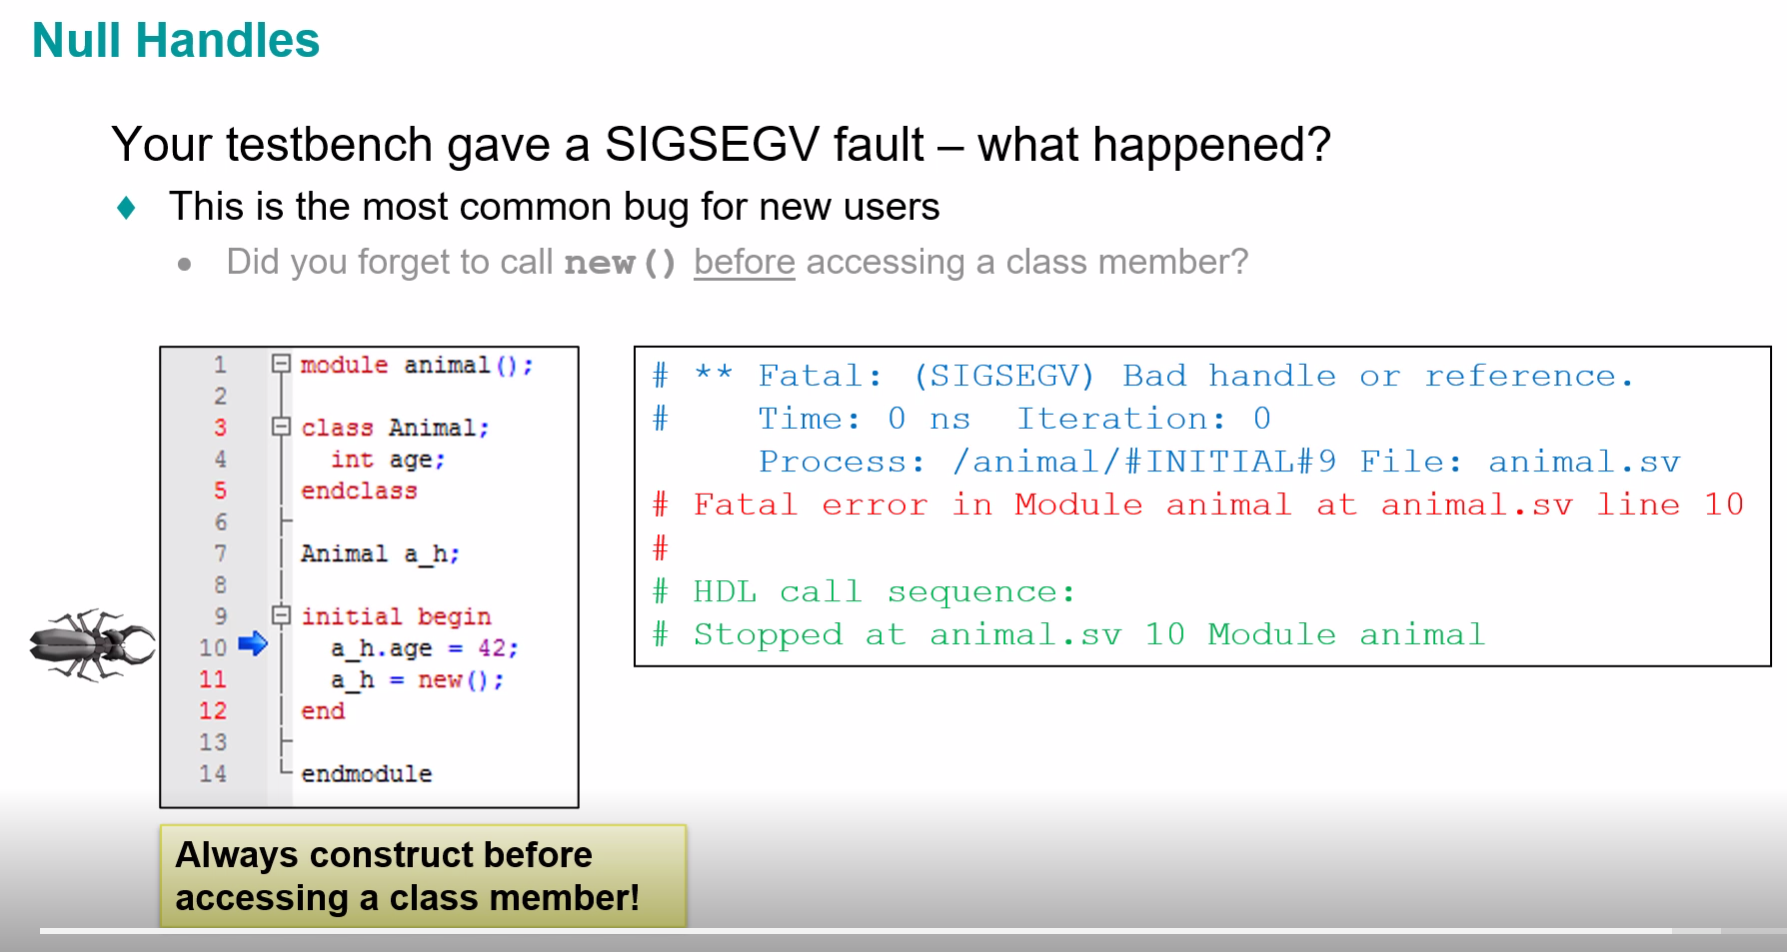 Null Handles
Your testbench gave a SIGSEGV fault – what happened?
♦ This is the most common bug for new users
• Did you forget to call new() before accessing a class member?
1 module animal();
2
3 class Animal;
4 int age;
5 endclass
6
7 Animal a_h;
8
9 initial begin
10 a_h.age = 42;
11 a_h = new();
12 end
13
14 endmodule
# ** Fatal: (SIGSEGV) Bad handle or reference.
# Time: 0 ns Iteration: 0
Process: /animal/#INITIAL#9 File: animal.sv
# Fatal error in Module animal at animal.sv line 10
#
# HDL call sequence:
# Stopped at animal.sv 10 Module animal
Always construct before
accessing a class member!